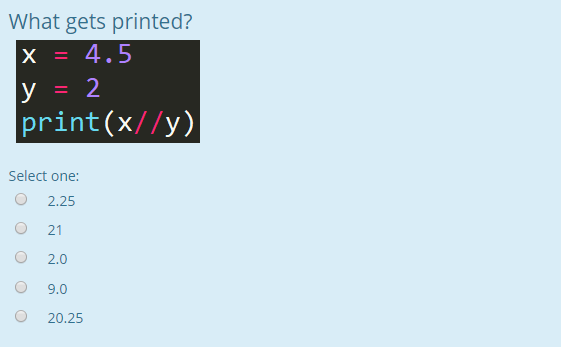 What gets printed?
x = 4.5
y = 2
print(x//y)
Select one:
2.25
21
2.0
9.0
20.25